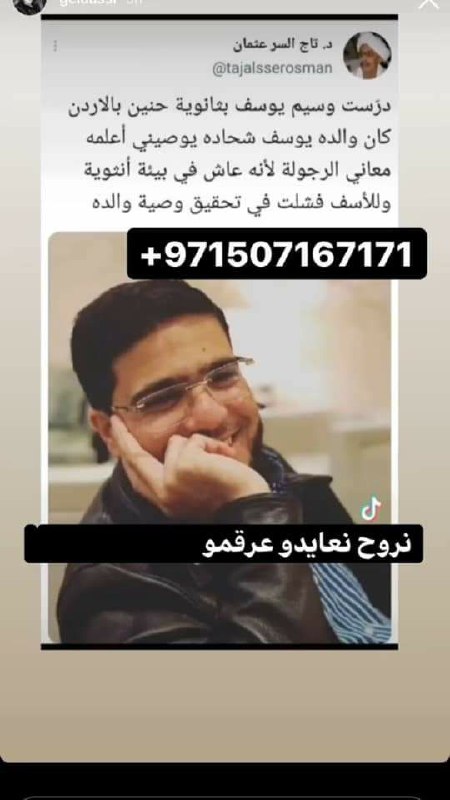 د. تاج السر عثمان
@tajalsserosman
درّست وسيم يوسف بثانوية حنين بالاردن
كان والده يوسف شحاده يوصيني أعلمه
معاني الرجولة لأنه عاش في بيئة أنثوية
وللأسف فشلت في تحقيق وصية والده
+971507167171
نروح نعايدو عرقمو